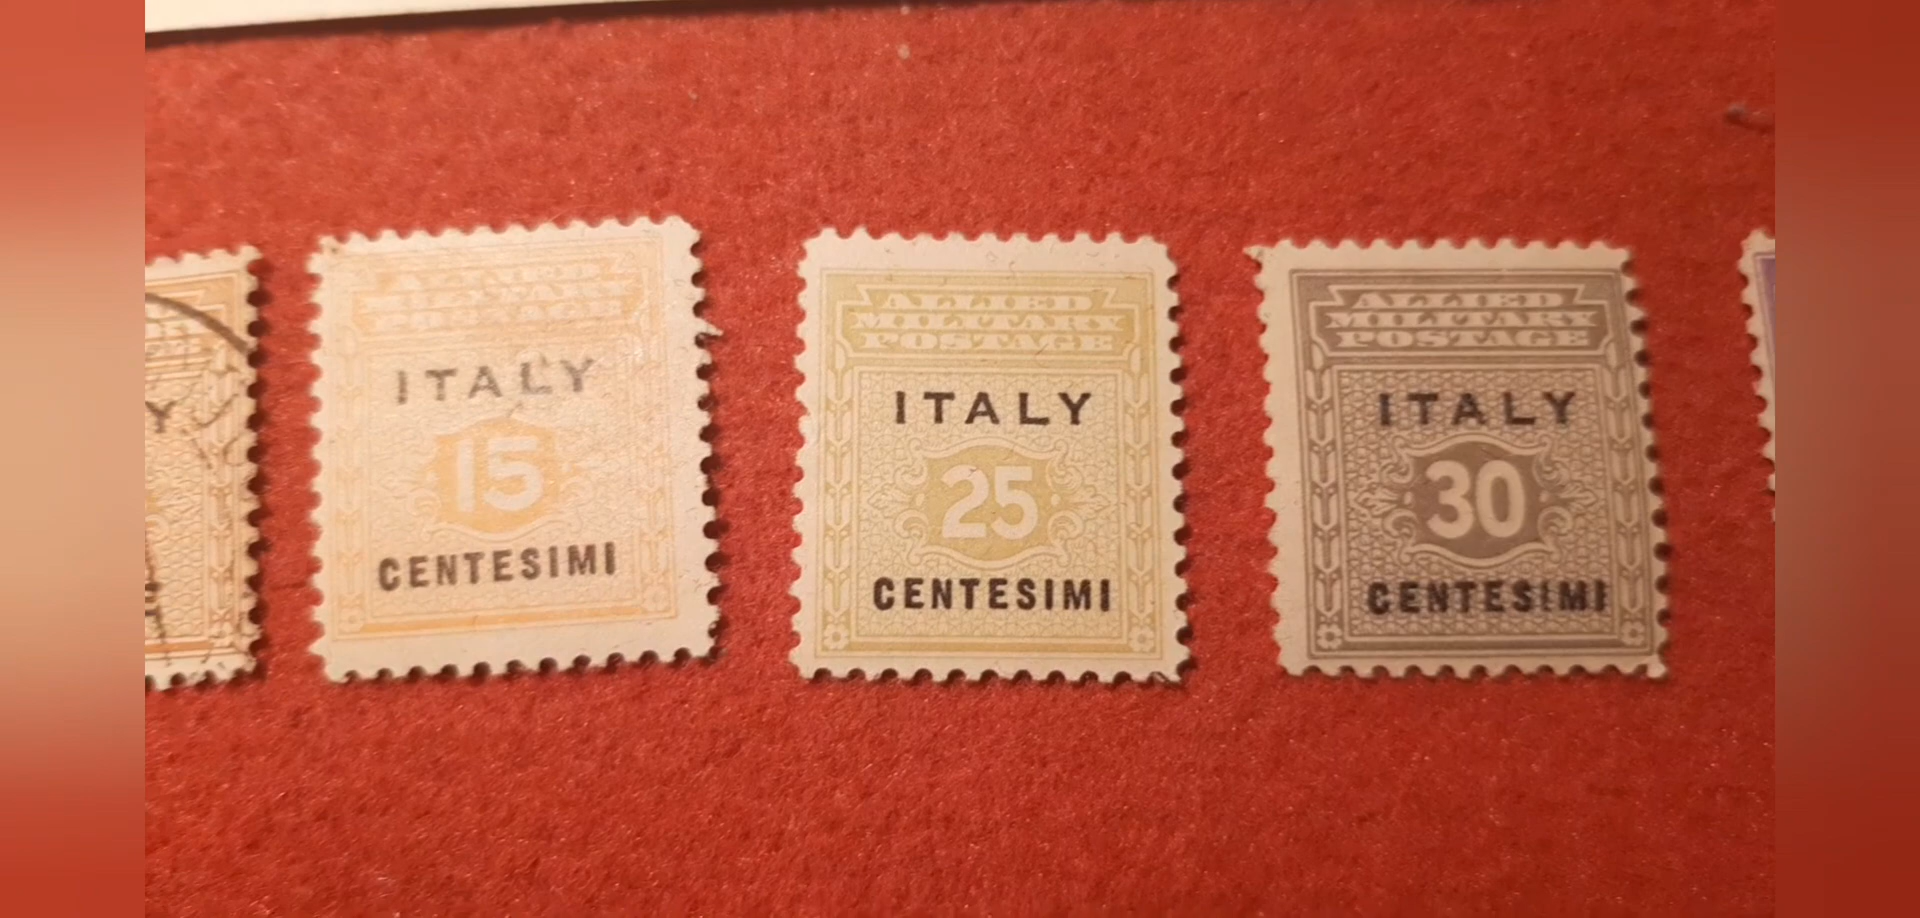 Y
ALLIED
MILITARY
POSTAGE
ITALY
15
CENTESIMI
ALLIED
MILITARY
POSTAGE
ITALY
25
CENTESIMI
ALLIED
MILITARY
POSTAGE
ITALY
30
CENTESIMI